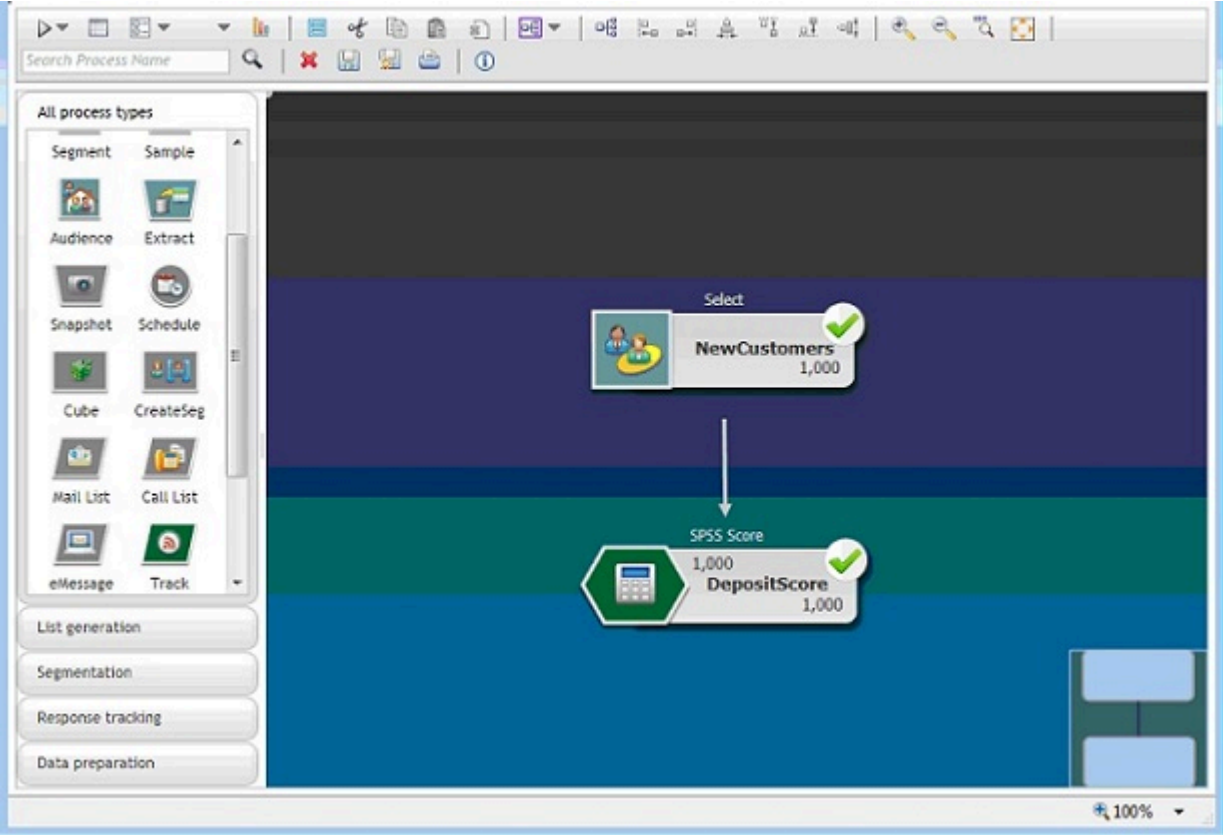 Search Process Name
All process types
Segment Sample
Audience Extract
Snapshot Schedule
Cube CreateSeg
Mail List Call List
eMessage Track
List generation
Segmentation
Response tracking
Data preparation
Select
NewCustomers
1,000
SPSS Score
1,000
DepositScore
1,000
100%